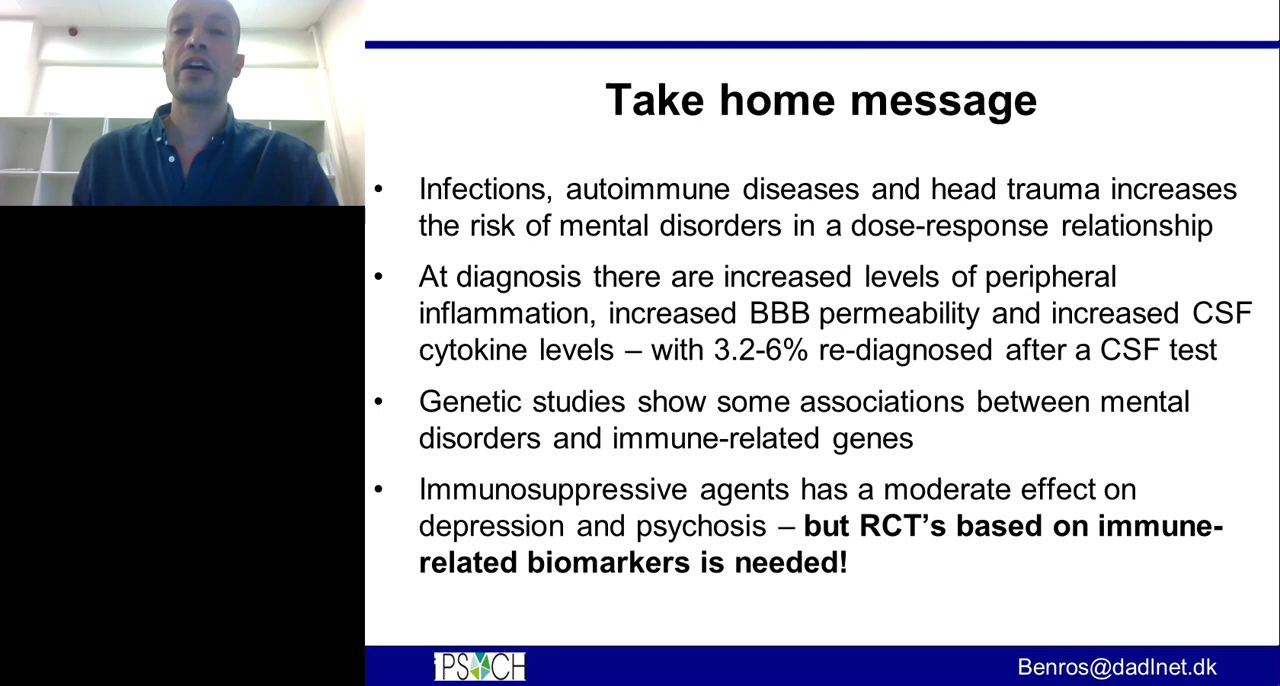 Take home message
• Infections, autoimmune diseases and head trauma increases
the risk of mental disorders in a dose-response relationship
• At diagnosis there are increased levels of peripheral
inflammation, increased BBB permeability and increased CSF
cytokine levels – with 3.2-6% re-diagnosed after a CSF test
• Genetic studies show some associations between mental
disorders and immune-related genes
• Immunosuppressive agents has a moderate effect on
depression and psychosis – but RCT’s based on immune-
related biomarkers is needed!
iPSYCH
Benros@dadlnet.dk